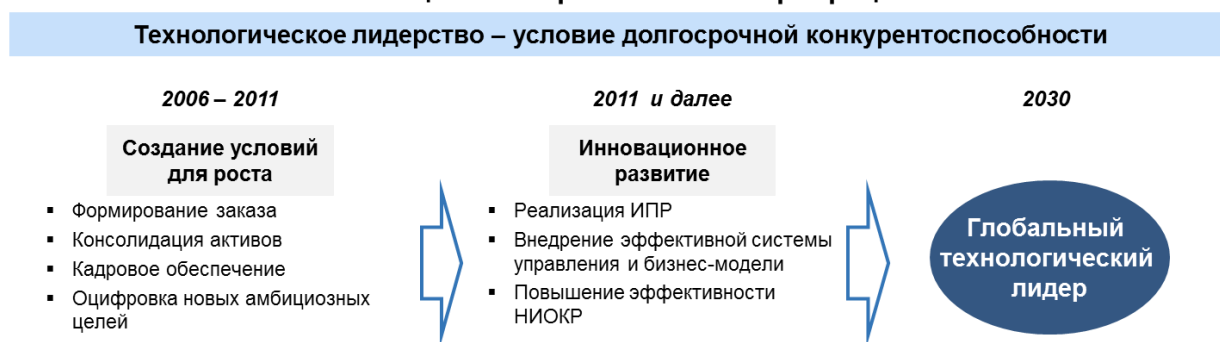 Технологическое лидерство – условие долгосрочной конкурентоспособности
2006 – 2011
2011 и далее
2030
Создание условий
для роста
▪ Формирование заказа
▪ Консолидация активов
▪ Кадровое обеспечение
▪ Оцифровка новых амбициозных
целей
Инновационное
развитие
▪ Реализация ИПР
▪ Внедрение эффективной системы
управления и бизнес-модели
▪ Повышение эффективности
НИОКР
Глобальный
технологический
лидер